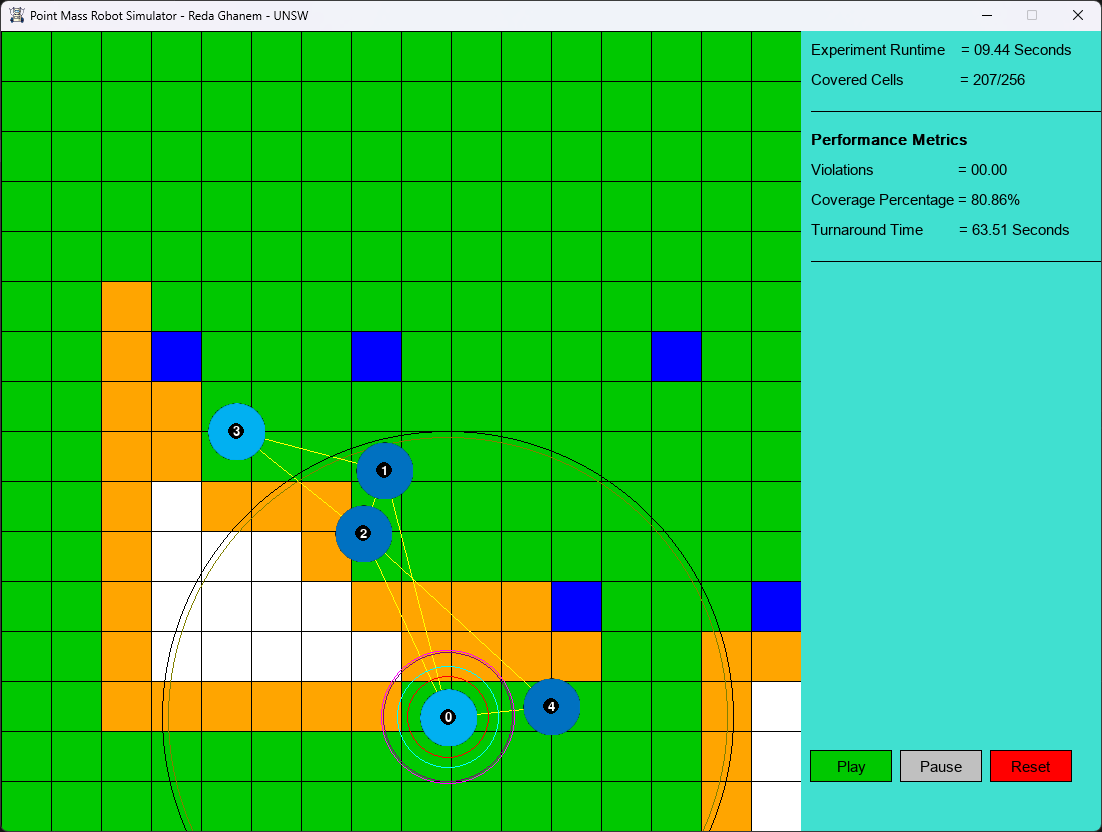 Point Mass Robot Simulator - Reda Ghanem - UNSW
Experiment Runtime = 09.44 Seconds
Covered Cells = 207/256
Performance Metrics
Violations = 00.00
Coverage Percentage = 80.86%
Turnaround Time = 63.51 Seconds
3
1
2
4
0
Play Pause Reset